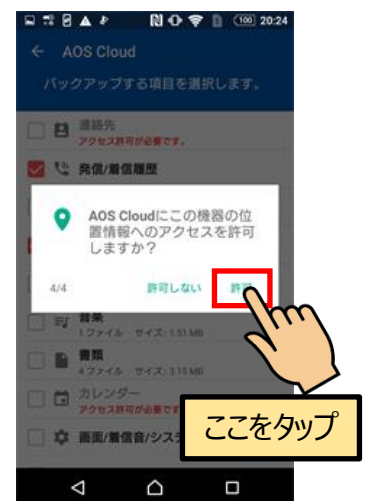 100 20:24
AOS Cloud
バックアップする項目を選択します。
連絡先
アクセス許可が必要です。
発信/着信履歴
AOS Cloudにこの機器の位
置情報へのアクセスを許可
しますか？
4/4 許可しない 許可
音楽
1ファイル サイズ: 1.51 MB
書類
4ファイル サイズ: 3.15 MB
カレンダー
アクセス許可が必要です
画面/着信音/シス
ここをタップ